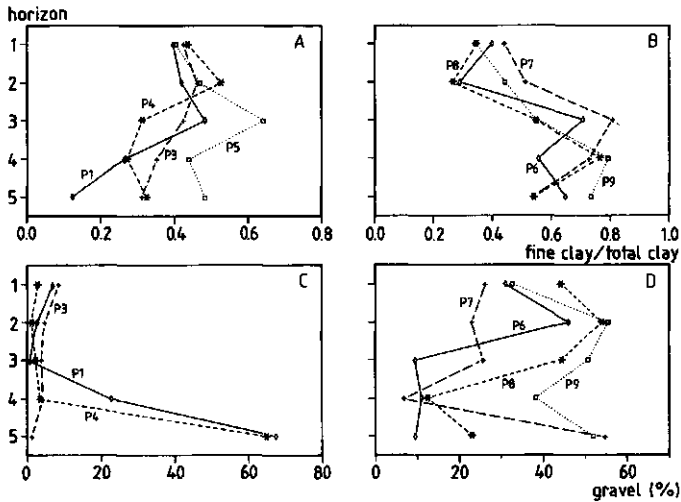 horizon
A
B
1
2
3
4
5
P4
P1
P3
P5
P8
P7
P6
P9
0.0 0.2 0.4 0.6 0.8
0.0 0.2 0.4 0.6 0.8 1.0
fine clay/total clay
C
D
1
2
3
4
5
P3
P1
P4
P7
P6
P8
P9
0 20 40 60 80
0 20 40 60
gravel (%)